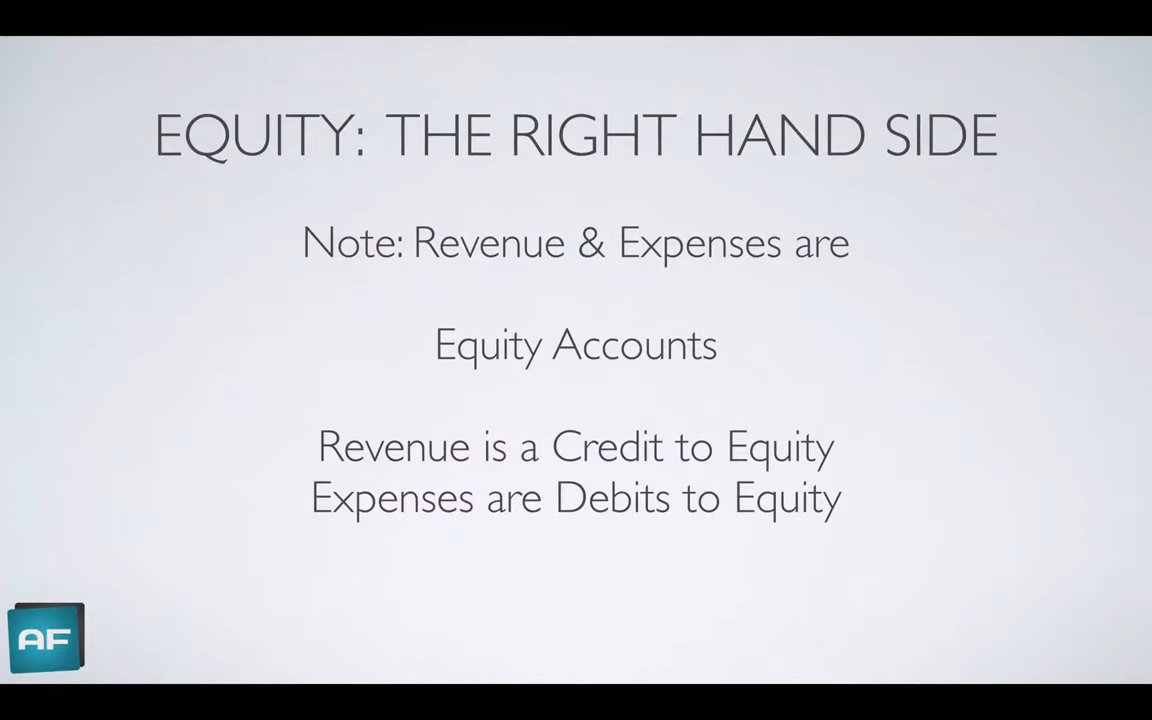 EQUITY: THE RIGHT HAND SIDE
Note: Revenue & Expenses are
Equity Accounts
Revenue is a Credit to Equity
Expenses are Debits to Equity
AF